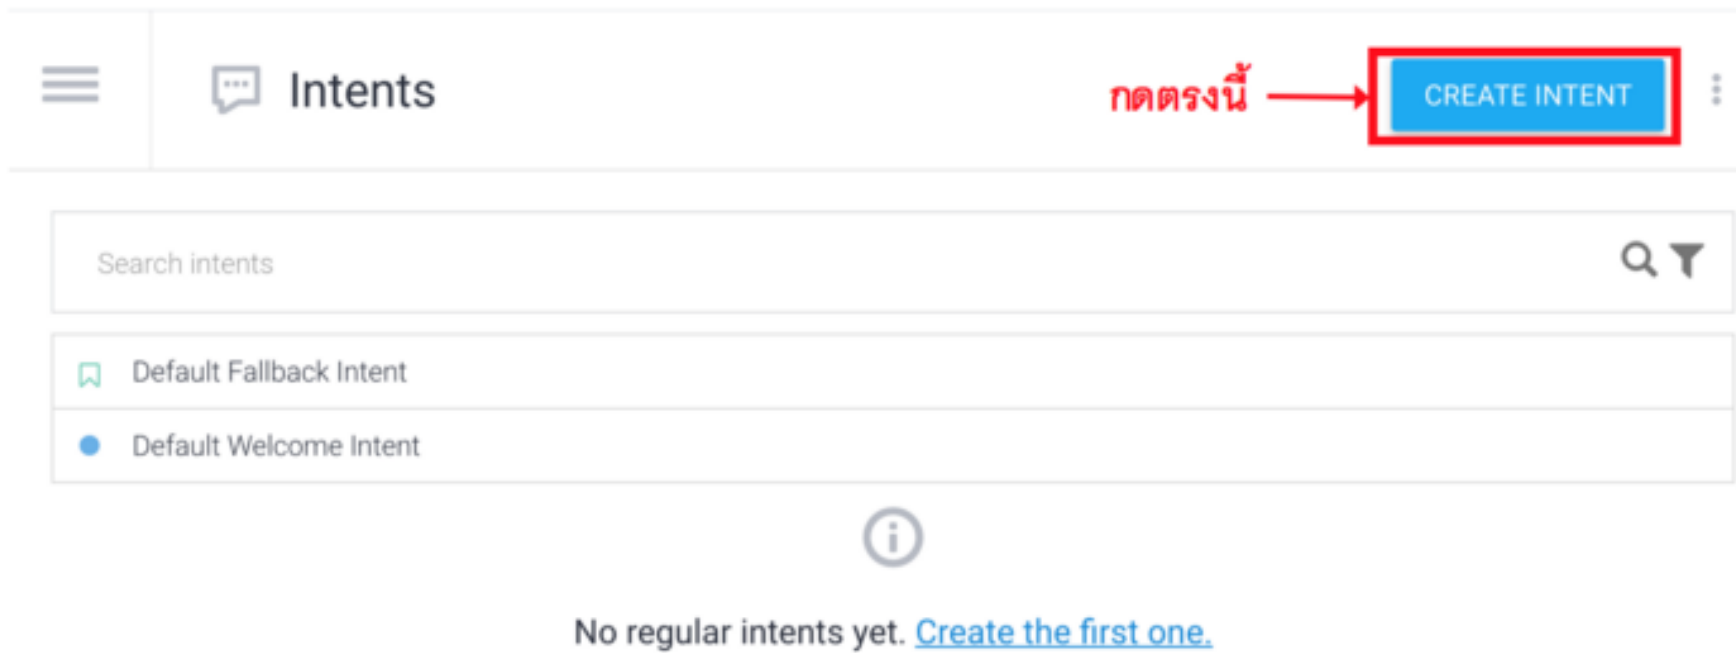 Intents
กดตรงนี้
CREATE INTENT
Search intents
Default Fallback Intent
Default Welcome Intent
No regular intents yet. Create the first one.